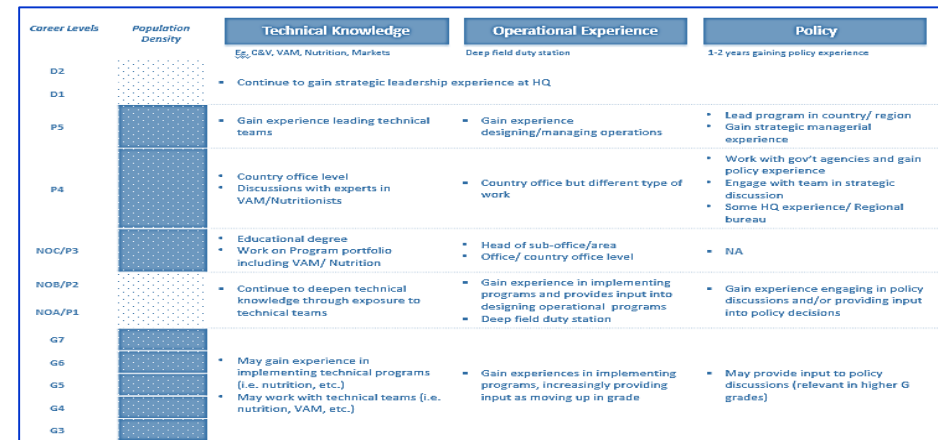 Career Levels
Population
Density
Technical Knowledge
Operational Experience
Policy
Eg, C&V, VAM, Nutrition, Markets
Deep field duty station
1-2 years gaining policy experience
D2
D1
▪ Continue to gain strategic leadership experience at HQ
P5
▪ Gain experience leading technical
teams
▪ Gain experience
designing/managing operations
▪ Lead program in country/ region
▪ Gain strategic managerial
experience
P4
▪ Country office level
▪ Discussions with experts in
VAM/Nutritionists
▪ Country office but different type of
work
▪ Work with gov't agencies and gain
policy experience
▪ Engage with team in strategic
discussion
▪ Some HQ experience/ Regional
bureau
NOC/P3
▪ Educational degree
▪ Work on Program portfolio
including VAM/ Nutrition
▪ Head of sub-office/area
▪ Office/ country office level
▪ NA
NOB/P2
NOA/P1
▪ Continue to deepen technical
knowledge through exposure to
technical teams
▪ Gain experience in implementing
programs and provides input into
designing operational programs
▪ Deep field duty station
▪ Gain experience engaging in policy
discussions and/or providing input
into policy decisions
G7
G6
G5
G4
G3
▪ May gain experience in
implementing technical programs
(i.e. nutrition, etc.)
▪ May work with technical teams (i.e.
nutrition, VAM, etc.)
▪ Gain experiences in implementing
programs, increasingly providing
input as moving up in grade
▪ May provide input to policy
discussions (relevant in higher G
grades)